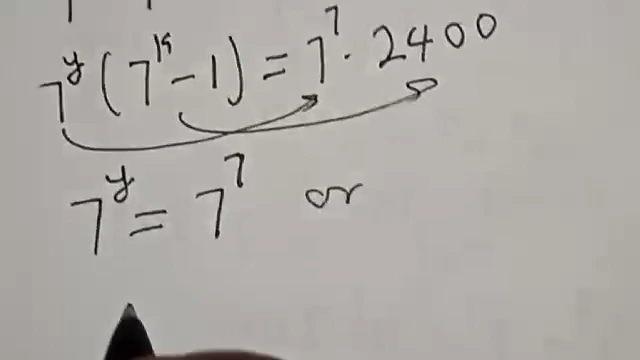 7^y (7^k - 1) = 7^7 · 2400
7^y = 7^7 or